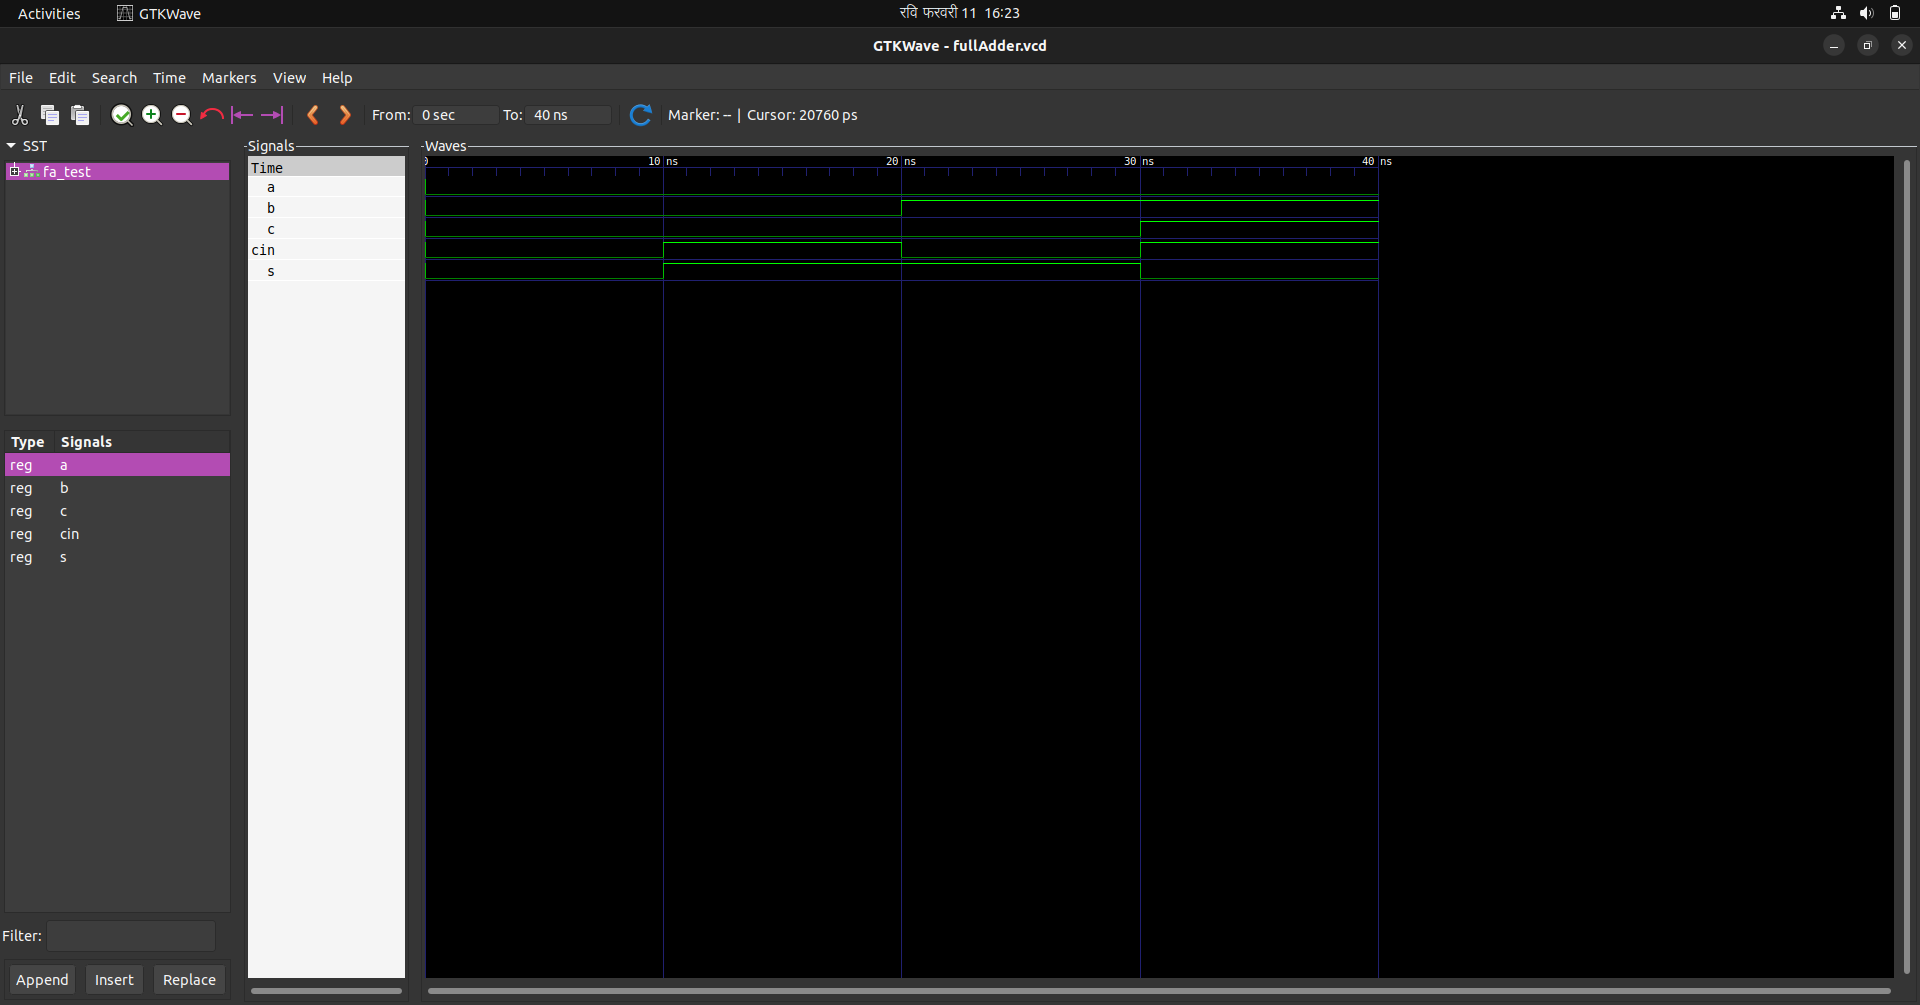 Activities GTKWave रवि फरवरी 11 16:23
GTKWave - fullAdder.vcd
File Edit Search Time Markers View Help
From: 0 sec To: 40 ns Marker: -- | Cursor: 20760 ps
SST
fa_test
Type Signals
reg a
reg b
reg c
reg cin
reg s
Filter:
Append Insert Replace
Signals
Time
a
b
c
cin
s
Waves
0 10 ns 20 ns 30 ns 40 ns